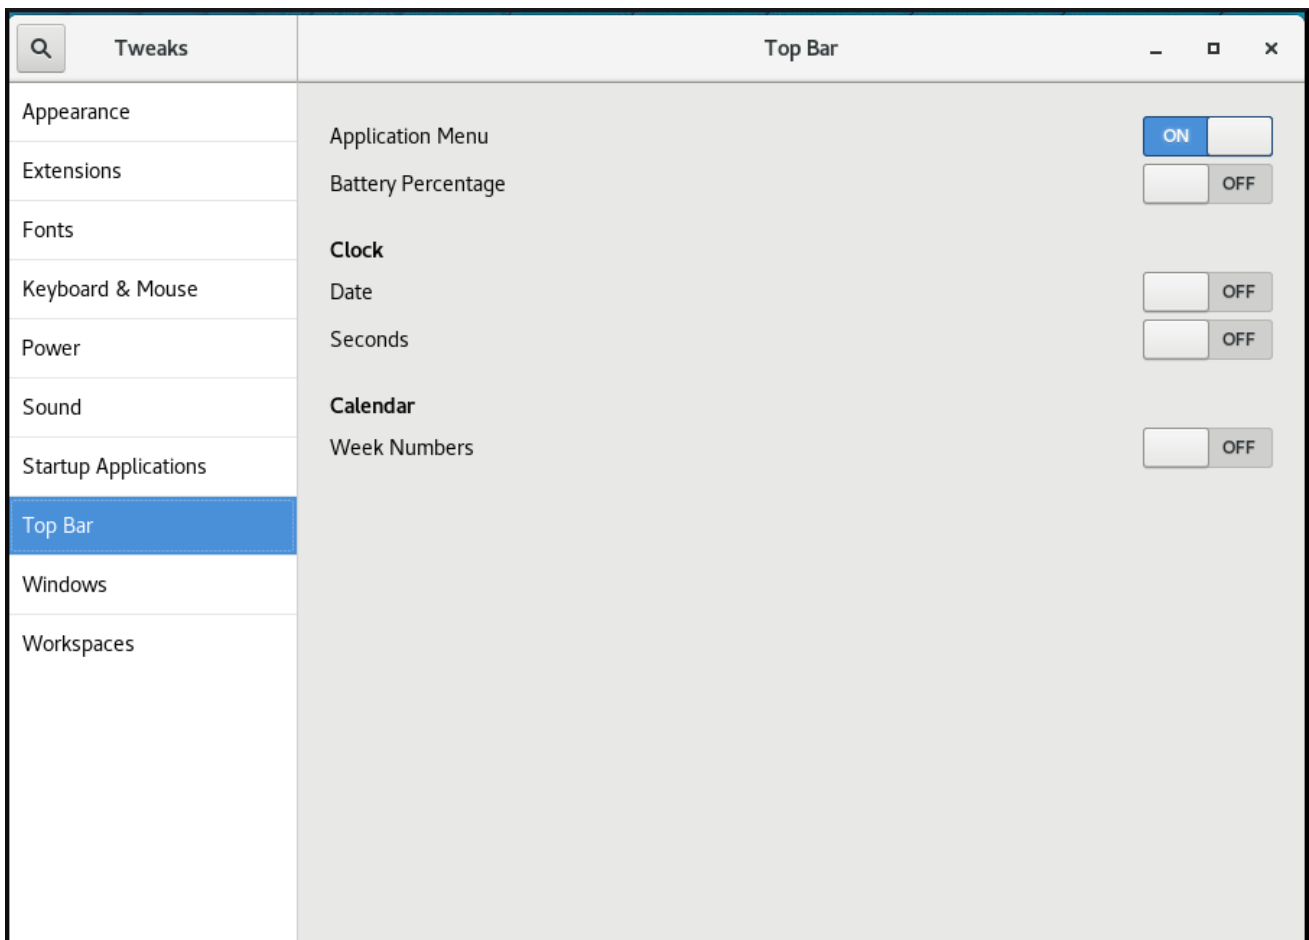 Tweaks
Top Bar
Appearance
Extensions
Fonts
Keyboard & Mouse
Power
Sound
Startup Applications
Top Bar
Windows
Workspaces
Application Menu ON
Battery Percentage OFF
Clock
Date OFF
Seconds OFF
Calendar
Week Numbers OFF